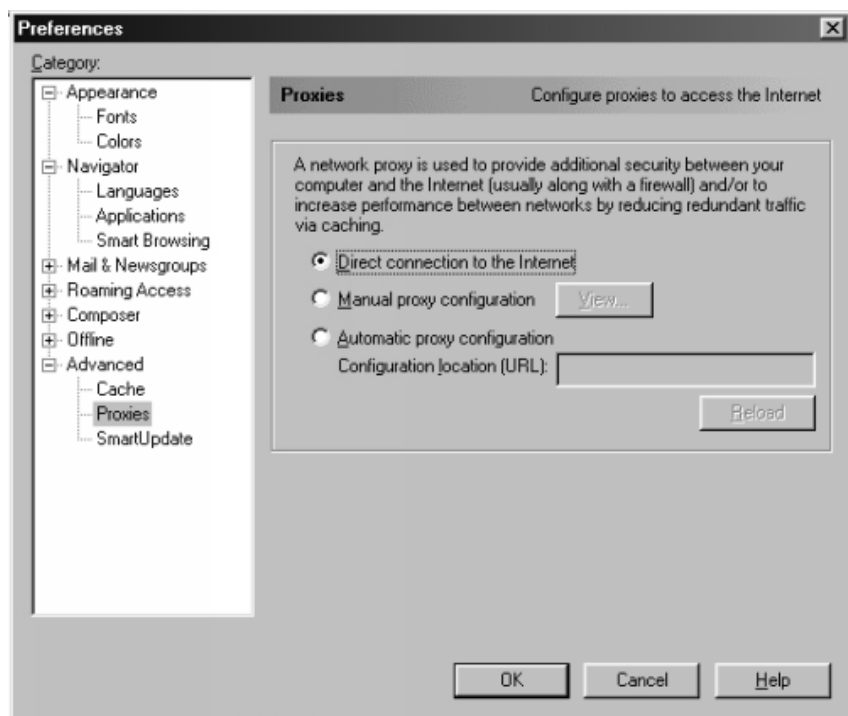 Preferences
Category:
Appearance
Fonts
Colors
Navigator
Languages
Applications
Smart Browsing
Mail & Newsgroups
Roaming Access
Composer
Offline
Advanced
Cache
Proxies
SmartUpdate
Proxies Configure proxies to access the Internet
A network proxy is used to provide additional security between your
computer and the Internet (usually along with a firewall) and/or to
increase performance between networks by reducing redundant traffic
via caching.
Direct connection to the Internet
Manual proxy configuration View...
Automatic proxy configuration
Configuration location (URL):
Reload
OK Cancel Help